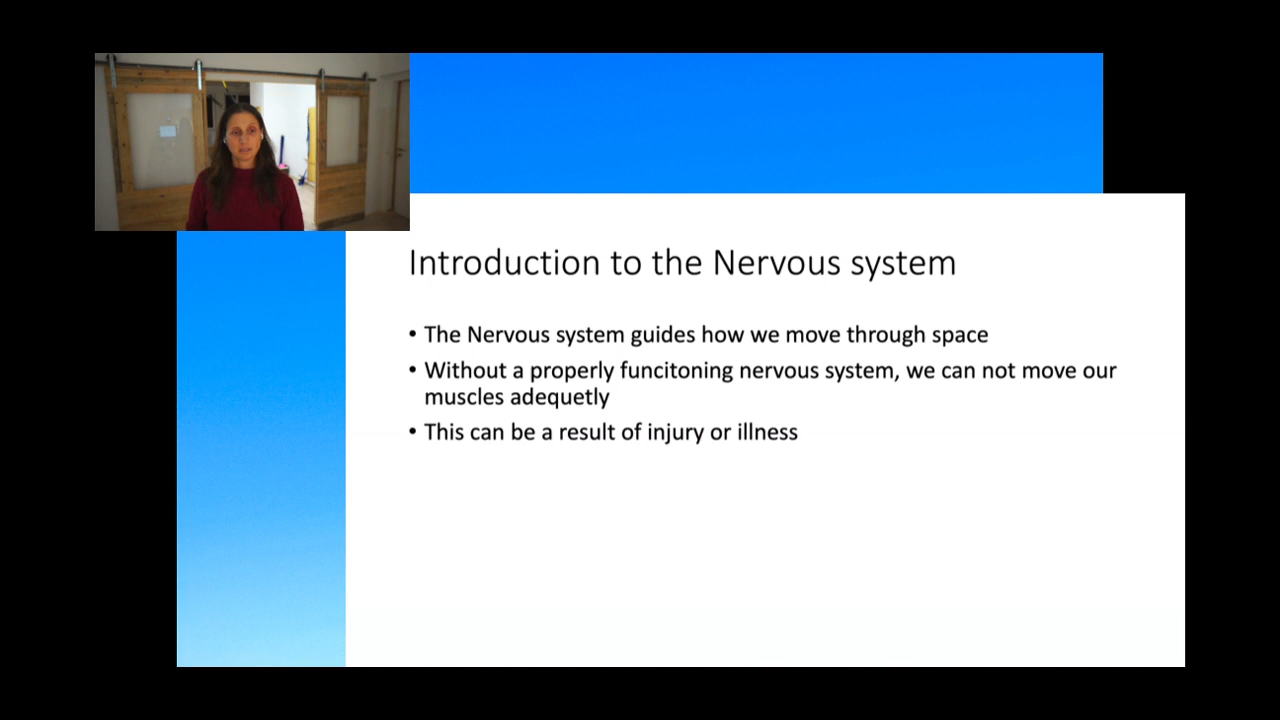 Introduction to the Nervous system
• The Nervous system guides how we move through space
• Without a properly funcitoning nervous system, we can not move our
muscles adequetly
• This can be a result of injury or illness